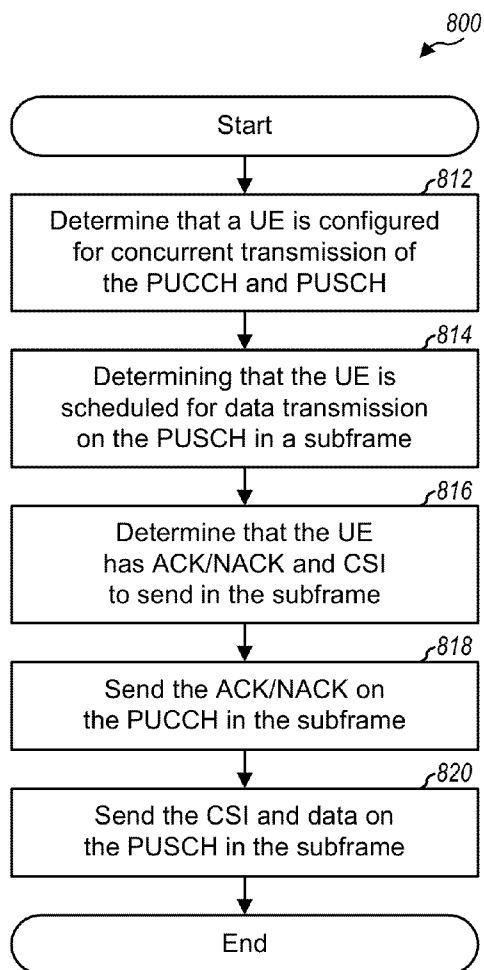 800
Start
812
Determine that a UE is configured
for concurrent transmission of
the PUCCH and PUSCH
814
Determining that the UE is
scheduled for data transmission
on the PUSCH in a subframe
816
Determine that the UE
has ACK/NACK and CSI
to send in the subframe
818
Send the ACK/NACK on
the PUCCH in the subframe
820
Send the CSI and data on
the PUSCH in the subframe
End